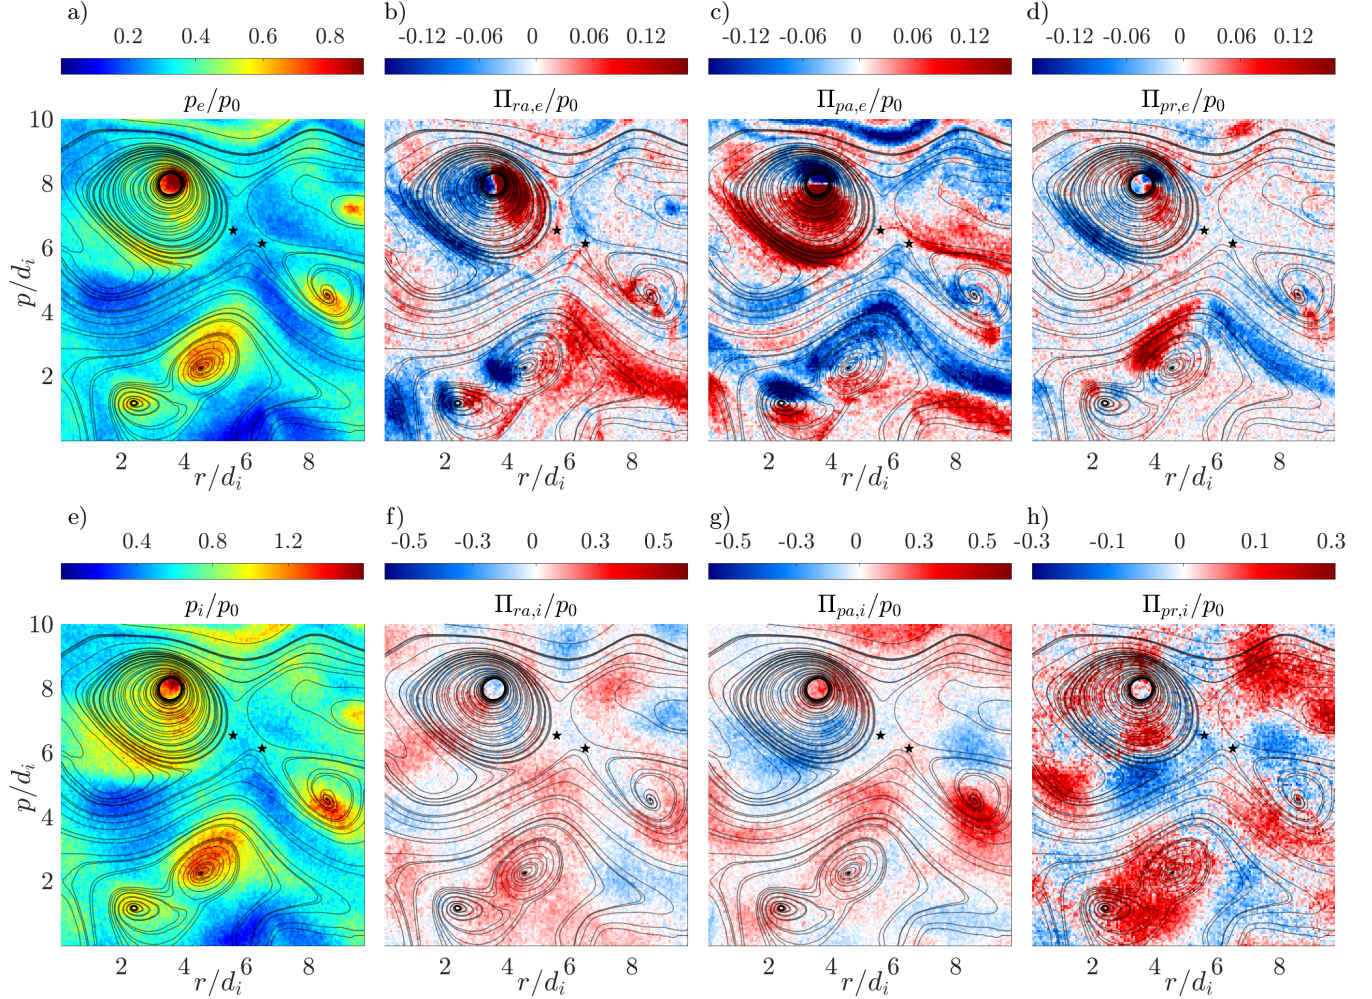 a) b) c) d)
0.2 0.4 0.6 0.8 -0.12 -0.06 0 0.06 0.12 -0.12 -0.06 0 0.06 0.12 -0.12 -0.06 0 0.06 0.12
p_e/p_0 Π_{ra,e}/p_0 Π_{pa,e}/p_0 Π_{pr,e}/p_0
10
8
6
4
2
p/d_i
2 4 6 8 2 4 6 8 2 4 6 8 2 4 6 8
r/d_i r/d_i r/d_i r/d_i
e) f) g) h)
0.4 0.8 1.2 -0.5 -0.3 0 0.3 0.5 -0.5 -0.3 0 0.3 0.5 -0.3 -0.1 0 0.1 0.3
p_i/p_0 Π_{ra,i}/p_0 Π_{pa,i}/p_0 Π_{pr,i}/p_0
10
8
6
4
2
p/d_i
2 4 6 8 2 4 6 8 2 4 6 8 2 4 6 8
r/d_i r/d_i r/d_i r/d_i